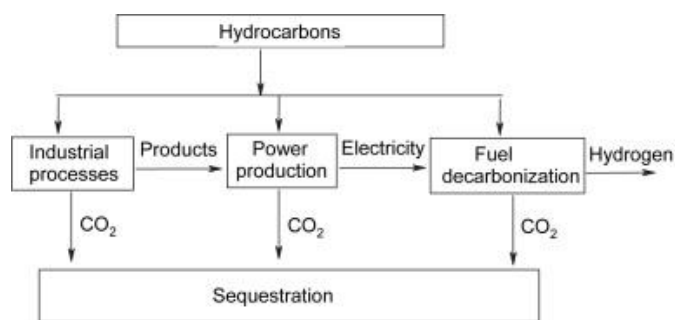 Hydrocarbons
Industrial
processes
Products
Power
production
Electricity
Fuel
decarbonization
Hydrogen
CO₂
CO₂
CO₂
Sequestration